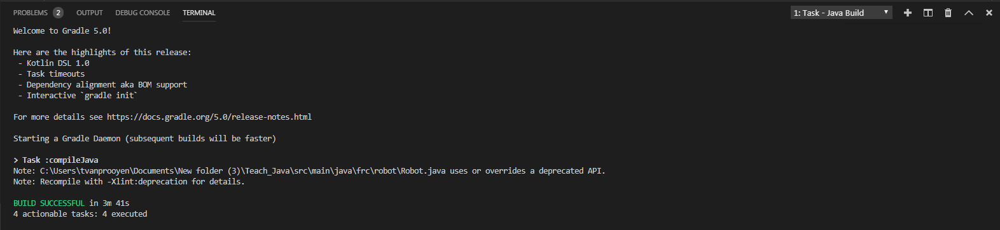 PROBLEMS 2 OUTPUT DEBUG CONSOLE TERMINAL 1: Task - Java Build
Welcome to Gradle 5.0!
Here are the highlights of this release:
- Kotlin DSL 1.0
- Task timeouts
- Dependency alignment aka BOM support
- Interactive `gradle init`
For more details see https://docs.gradle.org/5.0/release-notes.html
Starting a Gradle Daemon (subsequent builds will be faster)
> Task :compileJava
Note: C:\Users\tvanprooyen\Documents\New folder (3)\Teach_Java\src\main\java\frc\robot\Robot.java uses or overrides a deprecated API.
Note: Recompile with -Xlint:deprecation for details.
BUILD SUCCESSFUL in 3m 41s
4 actionable tasks: 4 executed